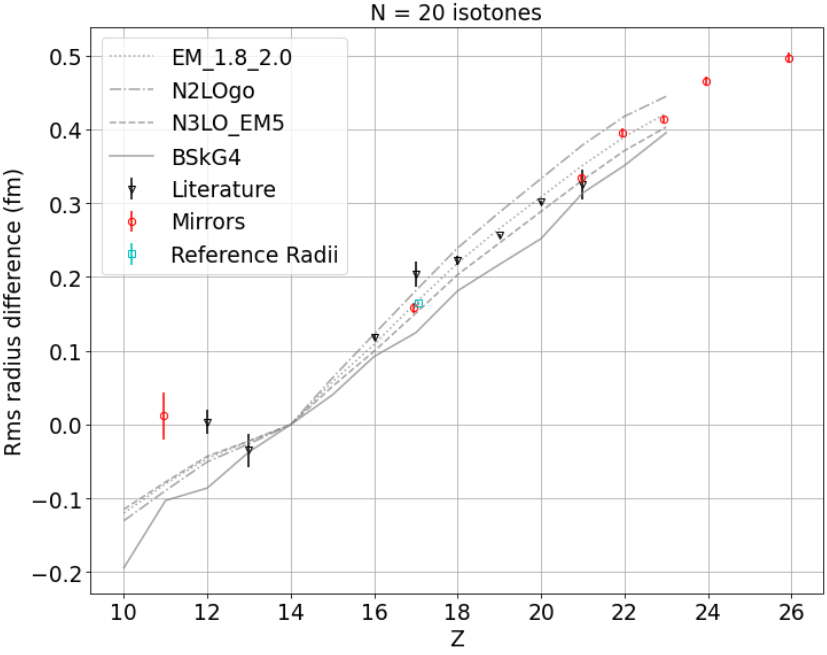 N = 20 isotones
EM_1.8_2.0
N2LOgo
N3LO_EM5
BSkG4
Literature
Mirrors
Reference Radii
Rms radius difference (fm)
0.5
0.4
0.3
0.2
0.1
0.0
−0.1
−0.2
10 12 14 16 18 20 22 24 26
Z